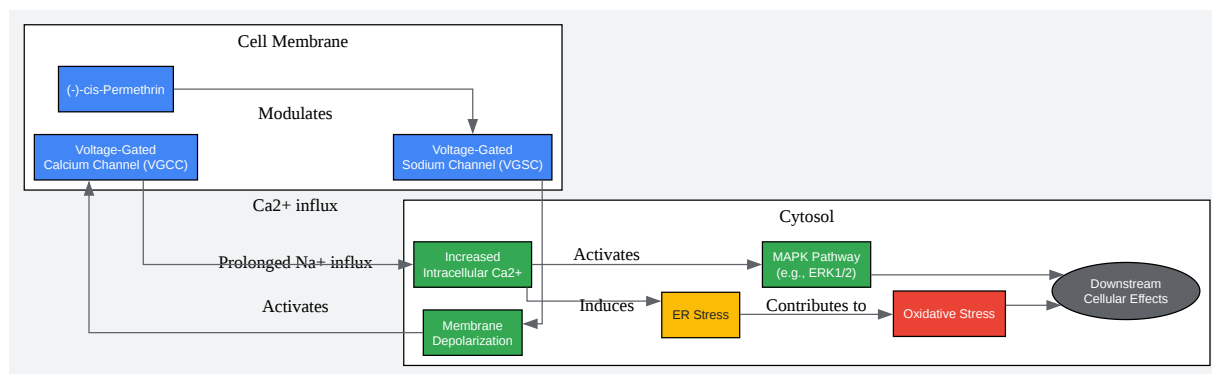 Cell Membrane
(-)-cis-Permethrin
Modulates
Voltage-Gated
Calcium Channel (VGCC)
Voltage-Gated
Sodium Channel (VGSC)
Ca2+ influx
Cytosol
Prolonged Na+ influx
Increased
Intracellular Ca2+
Activates
MAPK Pathway
(e.g., ERK1/2)
Downstream
Cellular Effects
Activates
Induces
ER Stress
Contributes to
Oxidative Stress
Membrane
Depolarization